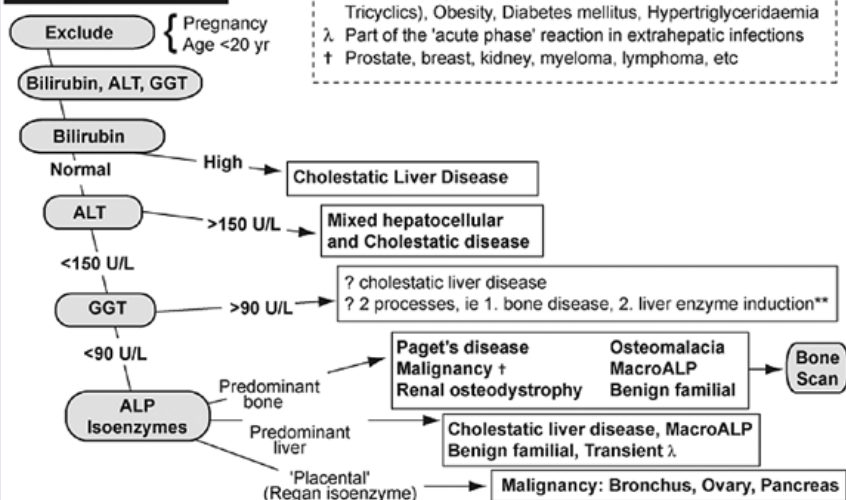 Tricyclics), Obesity, Diabetes mellitus, Hypertriglyceridaemia
λ Part of the 'acute phase' reaction in extrahepatic infections
† Prostate, breast, kidney, myeloma, lymphoma, etc
Exclude
Pregnancy
Age <20 yr
Bilirubin, ALT, GGT
Bilirubin
Normal
High
Cholestatic Liver Disease
ALT
>150 U/L
Mixed hepatocellular
and Cholestatic disease
<150 U/L
GGT
>90 U/L
? cholestatic liver disease
? 2 processes, ie 1. bone disease, 2. liver enzyme induction**
<90 U/L
ALP
Isoenzymes
Predominant
bone
Paget's disease Osteomalacia
Malignancy † MacroALP
Renal osteodystrophy Benign familial
Bone
Scan
Predominant
liver
Cholestatic liver disease, MacroALP
Benign familial, Transient λ
'Placental'
(Regan isoenzyme)
Malignancy: Bronchus, Ovary, Pancreas